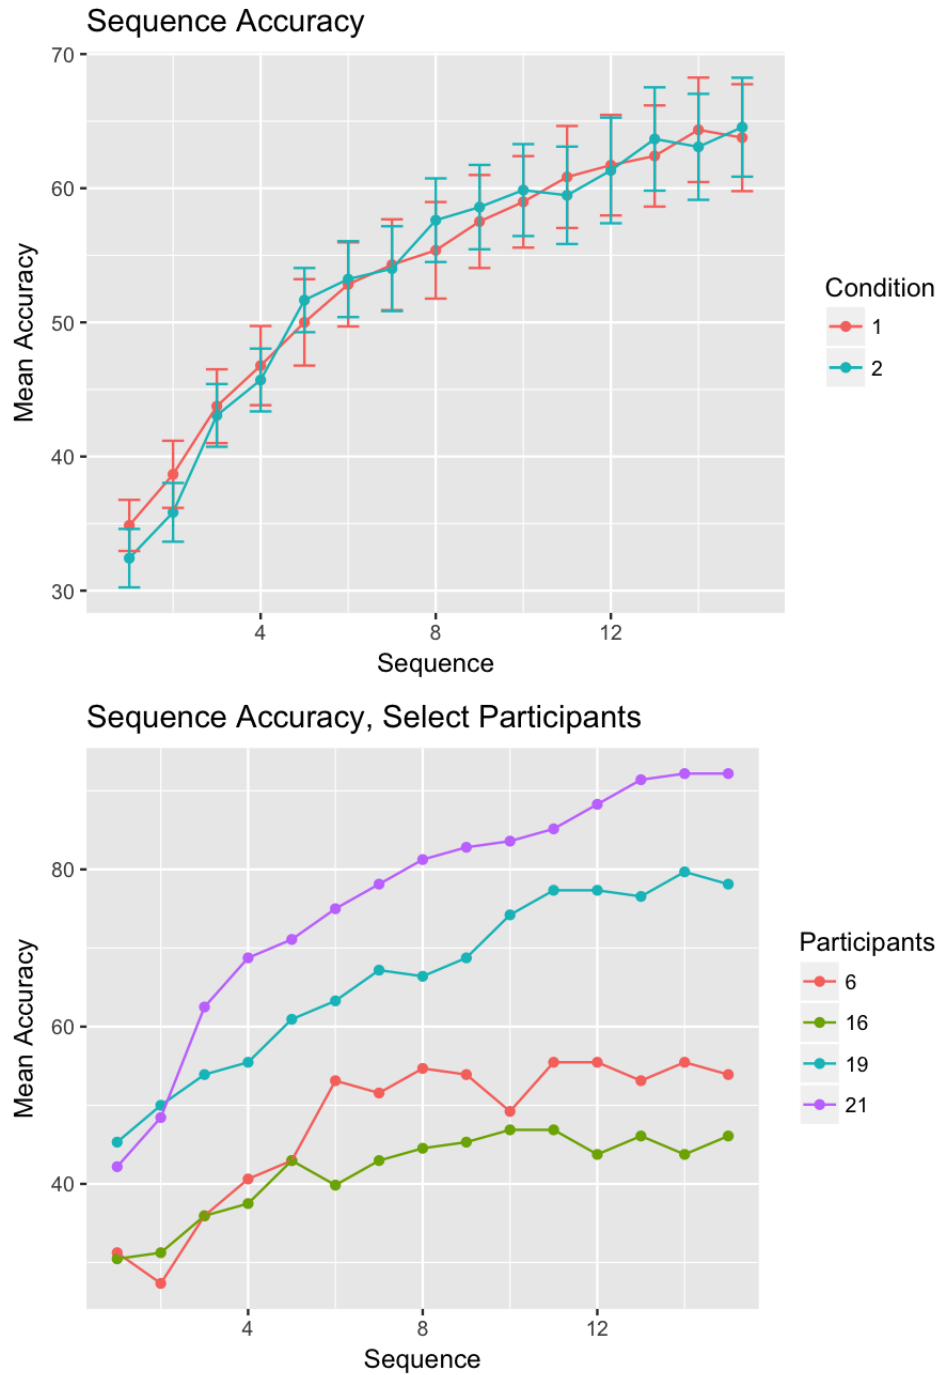 Sequence Accuracy
70
60
50
40
30
Mean Accuracy
4 8 12
Sequence
Condition
1
2
Sequence Accuracy, Select Participants
80
60
40
Mean Accuracy
4 8 12
Sequence
Participants
6
16
19
21